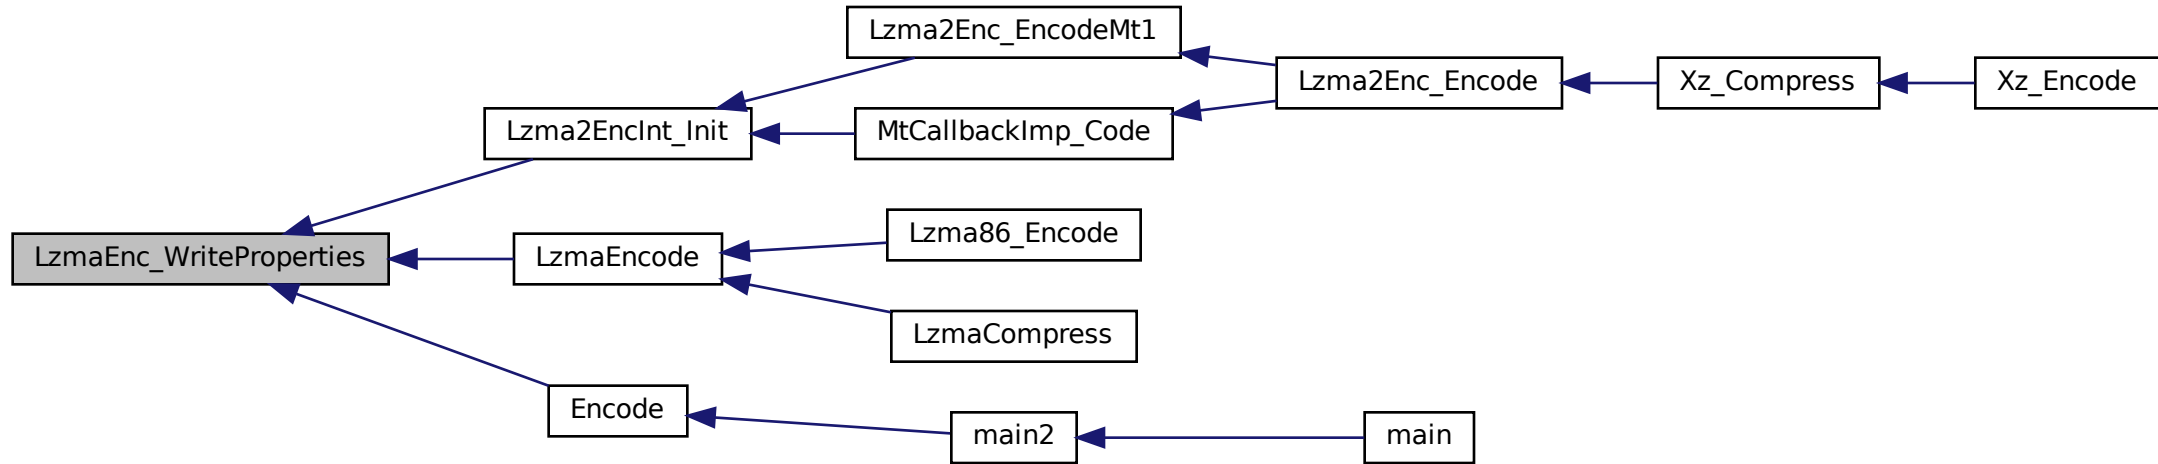 Lzma2Enc_EncodeMt1
Lzma2Enc_Encode
Xz_Compress
Xz_Encode
Lzma2EncInt_Init
MtCallbackImp_Code
Lzma86_Encode
LzmaEnc_WriteProperties
LzmaEncode
LzmaCompress
Encode
main2
main